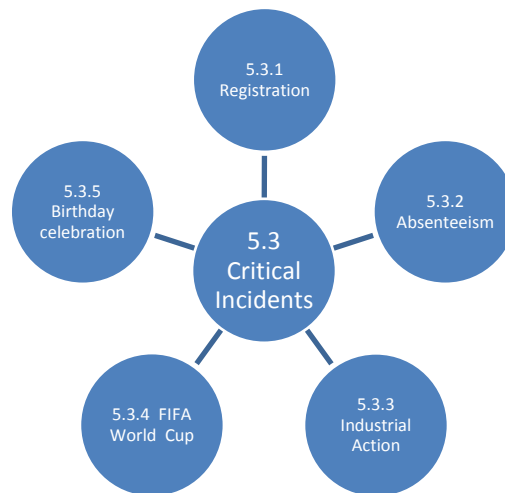 5.3.1
Registration
5.3.5
Birthday
celebration
5.3.2
Absenteeism
5.3
Critical
Incidents
5.3.4 FIFA
World Cup
5.3.3
Industrial
Action